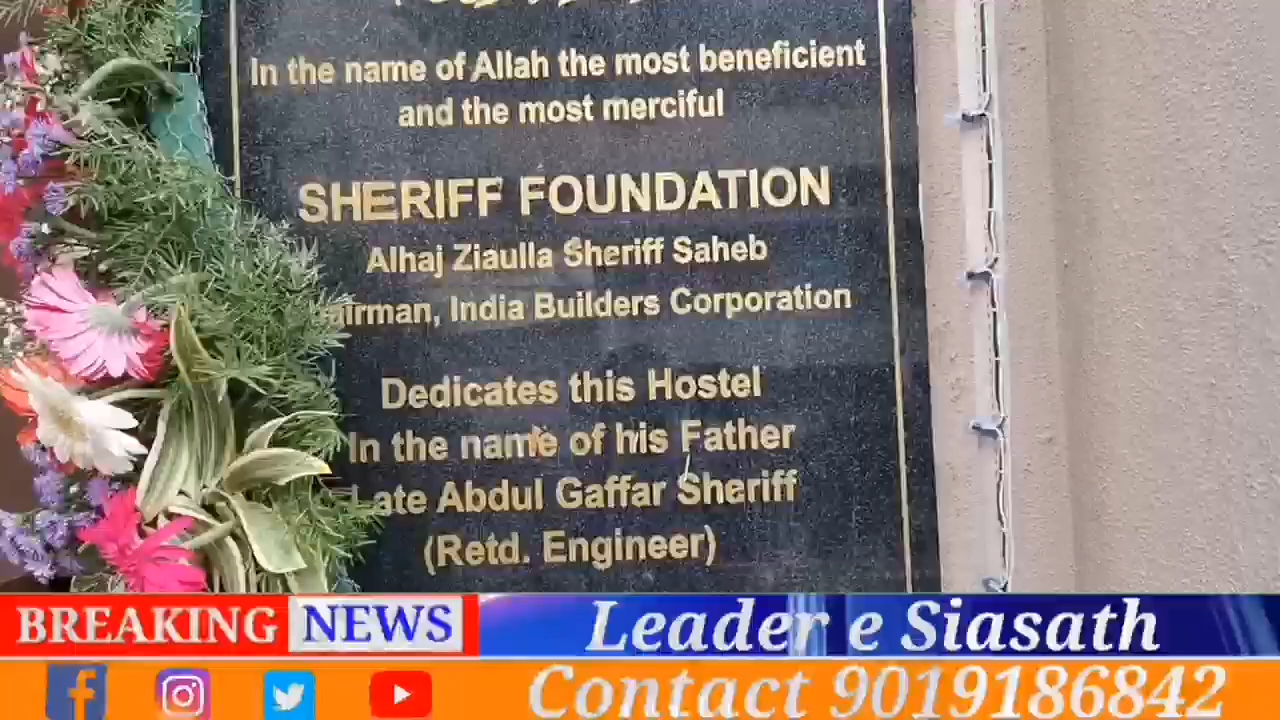 In the name of Allah the most beneficient
and the most merciful
SHERIFF FOUNDATION
Alhaj Ziaulla Sheriff Saheb
India Builders Corporation
Dedicates this Hostel
In the name of his Father
Late Abdul Gaffar Sheriff
(Retd. Engineer)
BREAKING NEWS Leader e Siasath
Contact 9019186842